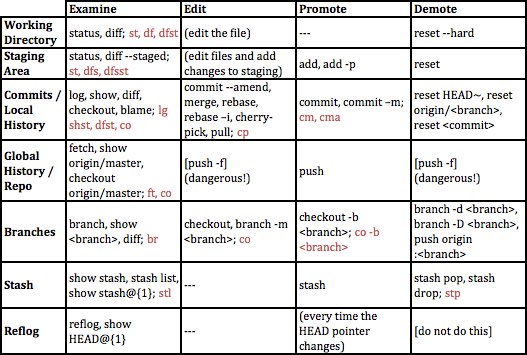 Examine Edit Promote Demote
Working Directory
status, diff; st, df, dfst
(edit the file)
---
reset --hard
Staging Area
status, diff --staged;
st, dfs, dfsst
(edit files and add
changes to staging)
add, add -p
reset
Commits /
Local
History
log, show, diff,
checkout, blame; lg
shst, dfst, co
commit --amend,
merge, rebase,
rebase –i, cherry-
pick, pull; cp
commit, commit –m;
cm, cma
reset HEAD~, reset
origin/<branch>,
reset <commit>
Global
History /
Repo
fetch, show
origin/master,
checkout
origin/master; ft, co
[push -f]
(dangerous!)
push
[push -f]
(dangerous!)
Branches
branch, show
<branch>, diff; br
checkout, branch -m
<branch>; co
checkout -b
<branch>; co -b
<branch>
branch -d <branch>,
branch -D <branch>,
push origin
:<branch>
Stash
show stash, stash list,
show stash@{1}; stl
---
stash
stash pop, stash
drop; stp
Reflog
reflog, show
HEAD@{1}
---
(every time the
HEAD pointer
changes)
[do not do this]